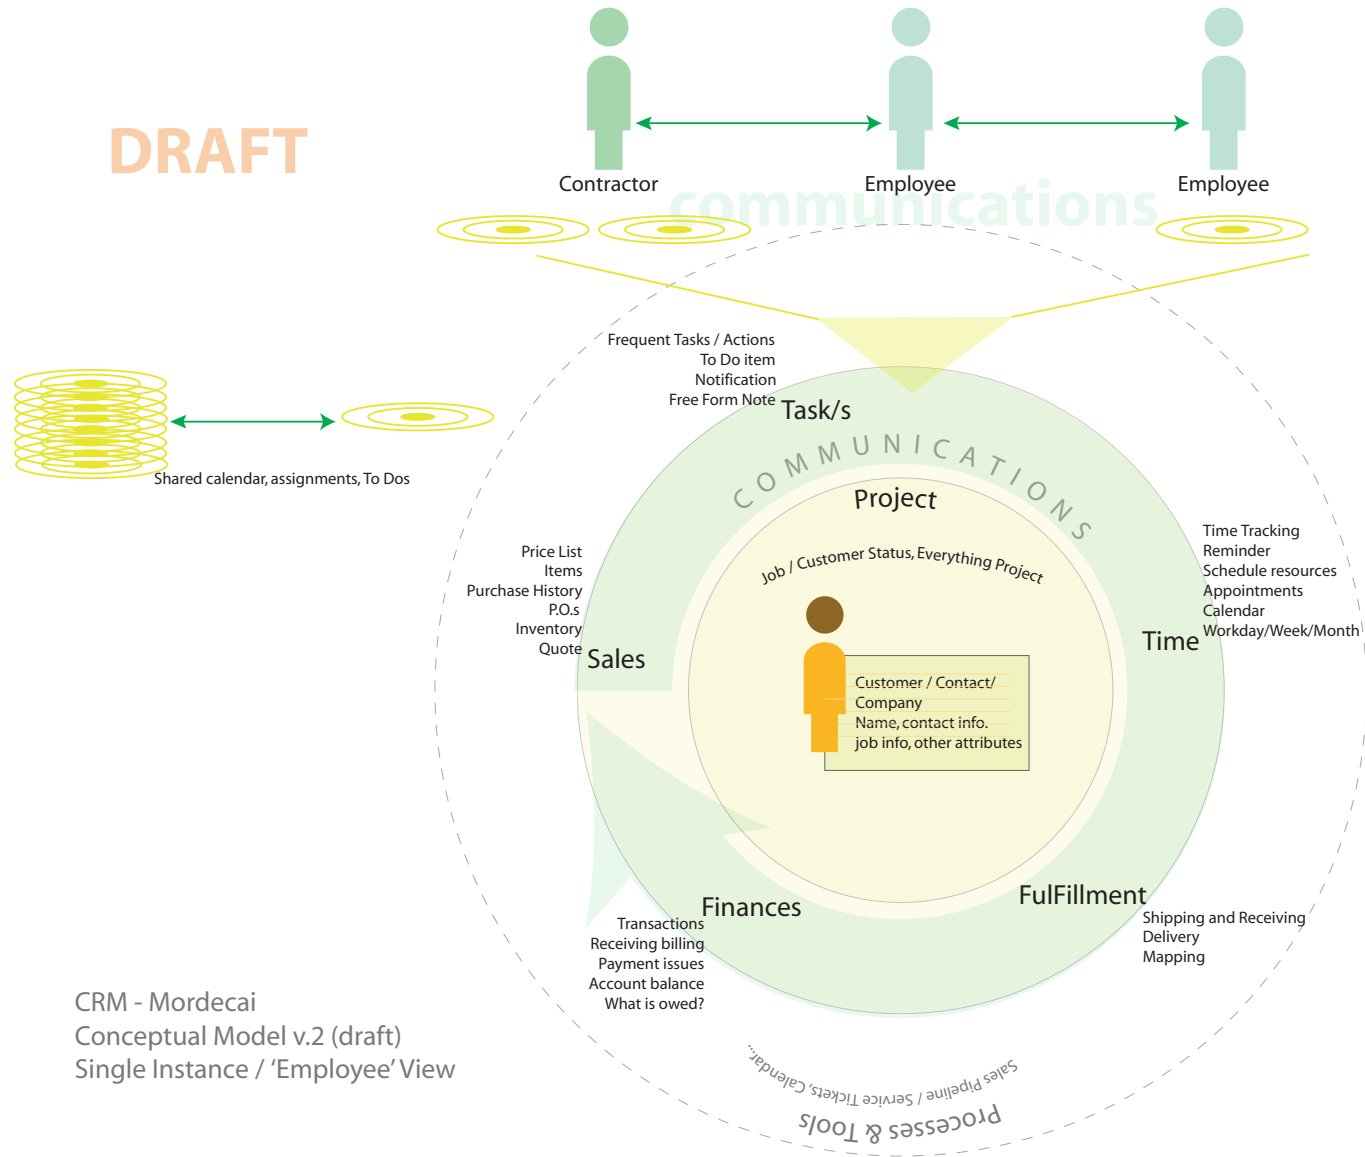 DRAFT
Contractor
Employee
Employee
communications
Frequent Tasks / Actions
To Do item
Notification
Free Form Note
Task/s
COMMUNICATIONS
Project
Job / Customer Status, Everything Project
Shared calendar, assignments, To Dos
Price List
Items
Purchase History
P.O.s
Inventory
Quote
Sales
Time Tracking
Reminder
Schedule resources
Appointments
Calendar
Workday/Week/Month
Time
Customer / Contact/
Company
Name, contact info.
job info, other attributes
Finances
Transactions
Receiving billing
Payment issues
Account balance
What is owed?
FulFillment
Shipping and Receiving
Delivery
Mapping
CRM - Mordecai
Conceptual Model v.2 (draft)
Single Instance / ‘Employee’ View
Sales Pipeline / Service Tickets, Calendar...
Processes & Tools